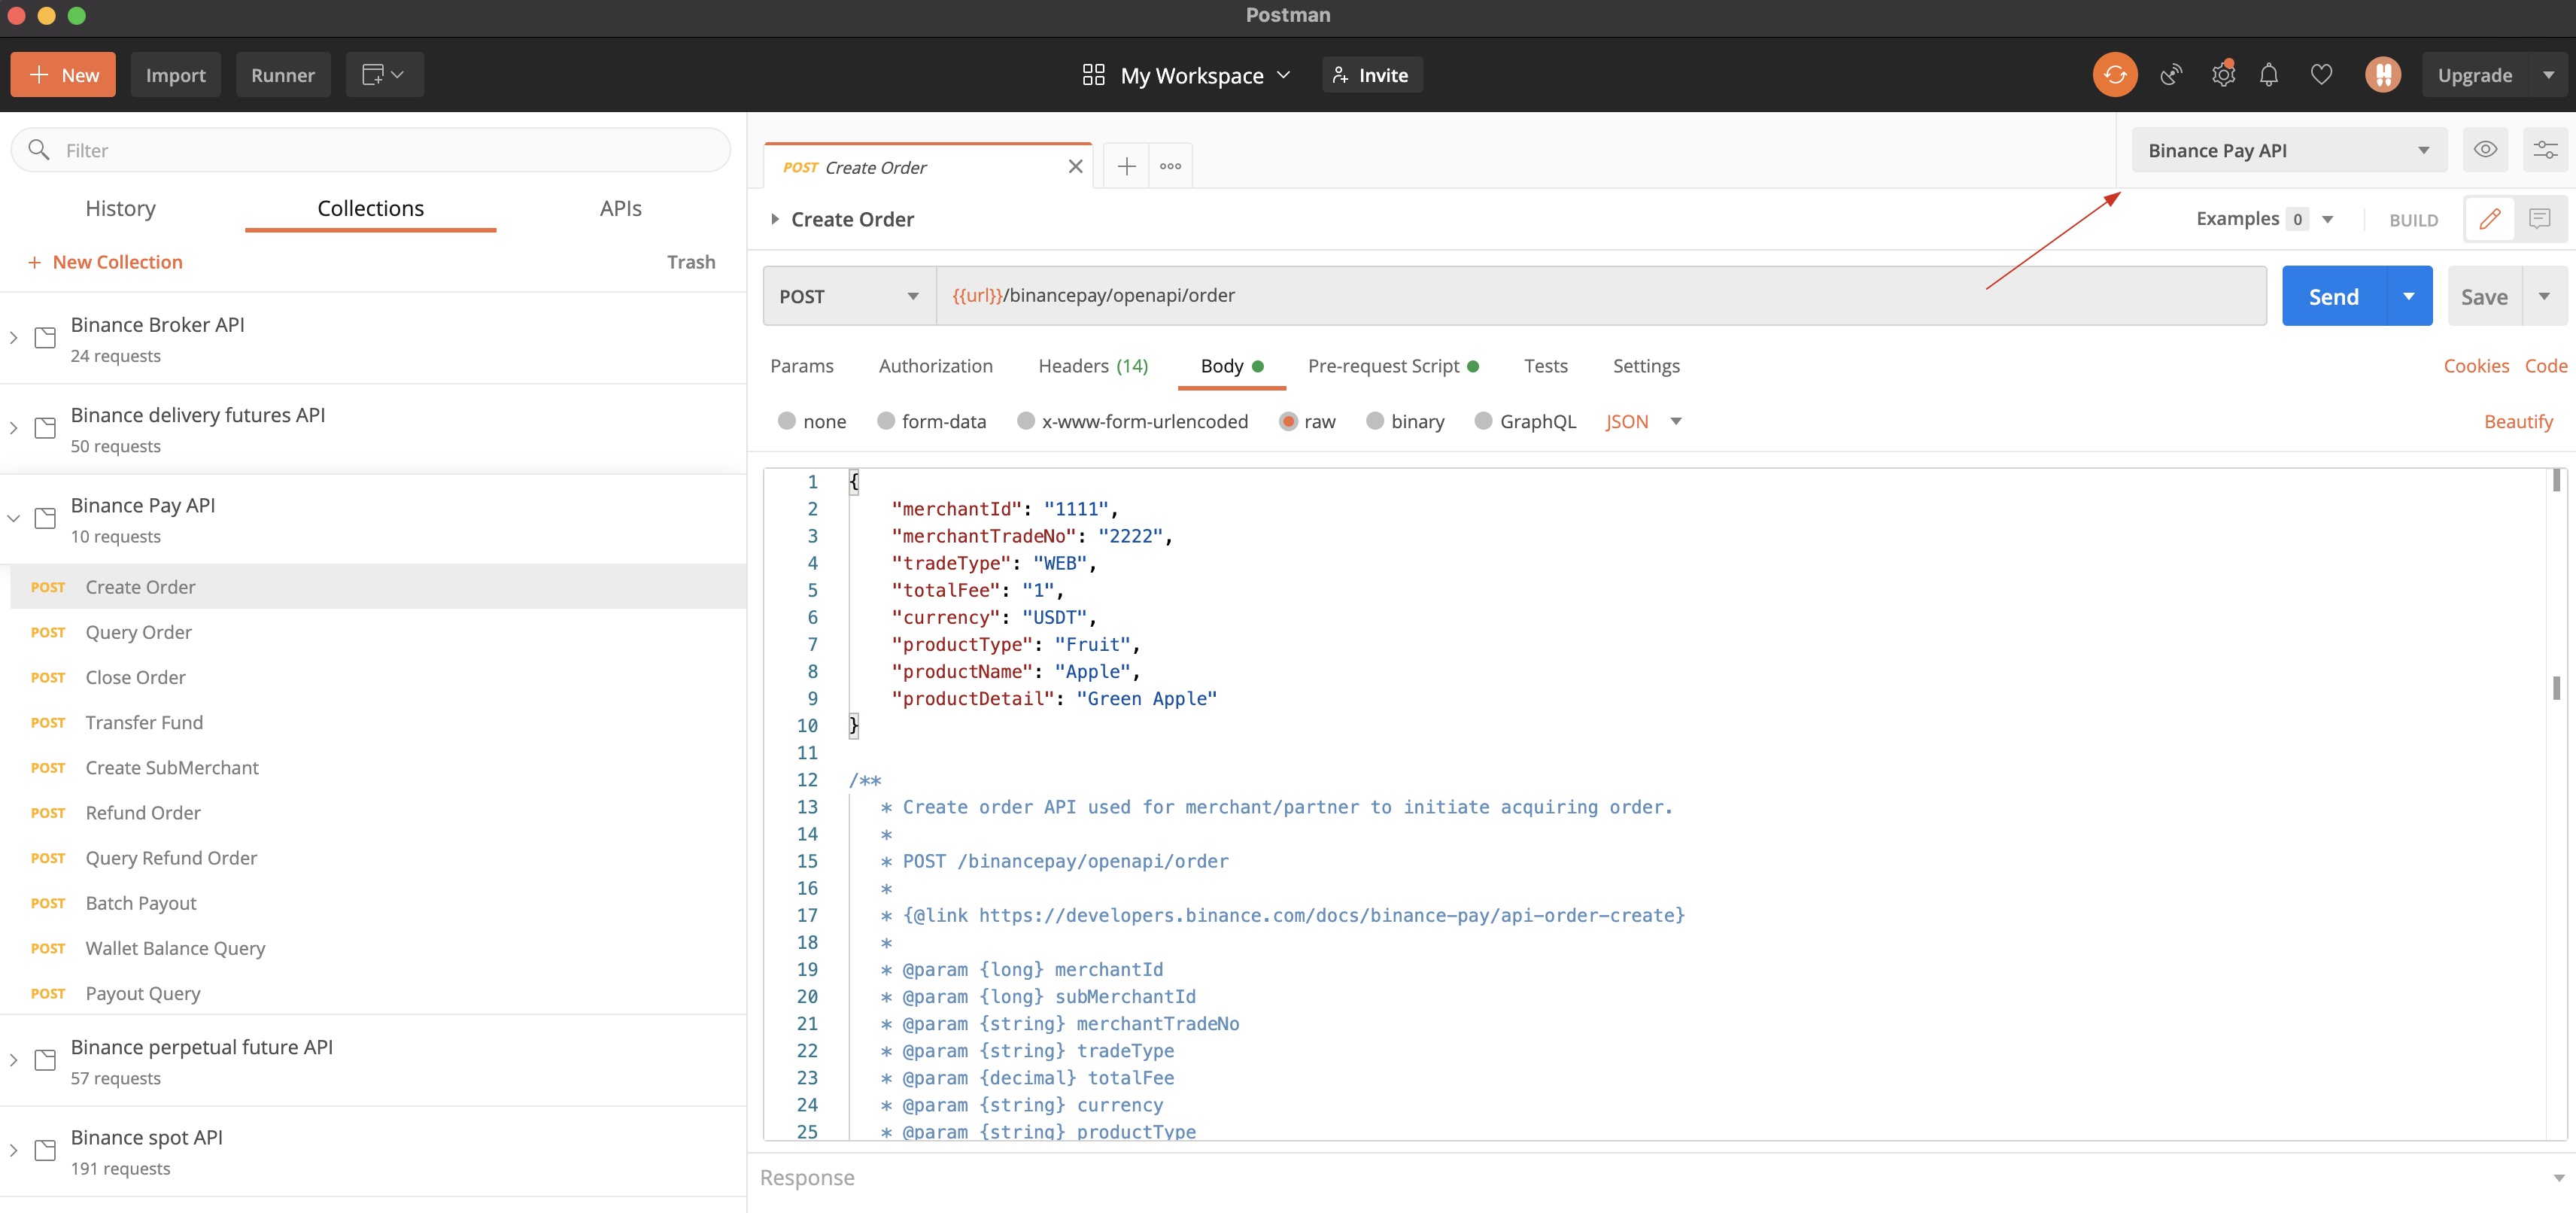 Postman
New
Import
Runner
My Workspace
Invite
Upgrade
Filter
History
Collections
APIs
+ New Collection
Trash
Binance Broker API
24 requests
Binance delivery futures API
50 requests
Binance Pay API
10 requests
POST Create Order
POST Query Order
POST Close Order
POST Transfer Fund
POST Create SubMerchant
POST Refund Order
POST Query Refund Order
POST Batch Payout
POST Wallet Balance Query
POST Payout Query
Binance perpetual future API
57 requests
Binance spot API
191 requests
POST Create Order
Binance Pay API
Create Order
Examples 0
BUILD
POST
{{url}}/binancepay/openapi/order
Send
Save
Params
Authorization
Headers (14)
Body
Pre-request Script
Tests
Settings
Cookies
Code
none
form-data
x-www-form-urlencoded
raw
binary
GraphQL
JSON
Beautify
1 {
2 "merchantId": "1111",
3 "merchantTradeNo": "2222",
4 "tradeType": "WEB",
5 "totalFee": "1",
6 "currency": "USDT",
7 "productType": "Fruit",
8 "productName": "Apple",
9 "productDetail": "Green Apple"
10 }
11
12 /**
13 * Create order API used for merchant/partner to initiate acquiring order.
14 *
15 * POST /binancepay/openapi/order
16 *
17 * {@link https://developers.binance.com/docs/binance-pay/api-order-create}
18 *
19 * @param {long} merchantId
20 * @param {long} subMerchantId
21 * @param {string} merchantTradeNo
22 * @param {string} tradeType
23 * @param {decimal} totalFee
24 * @param {string} currency
25 * @param {string} productType
Response